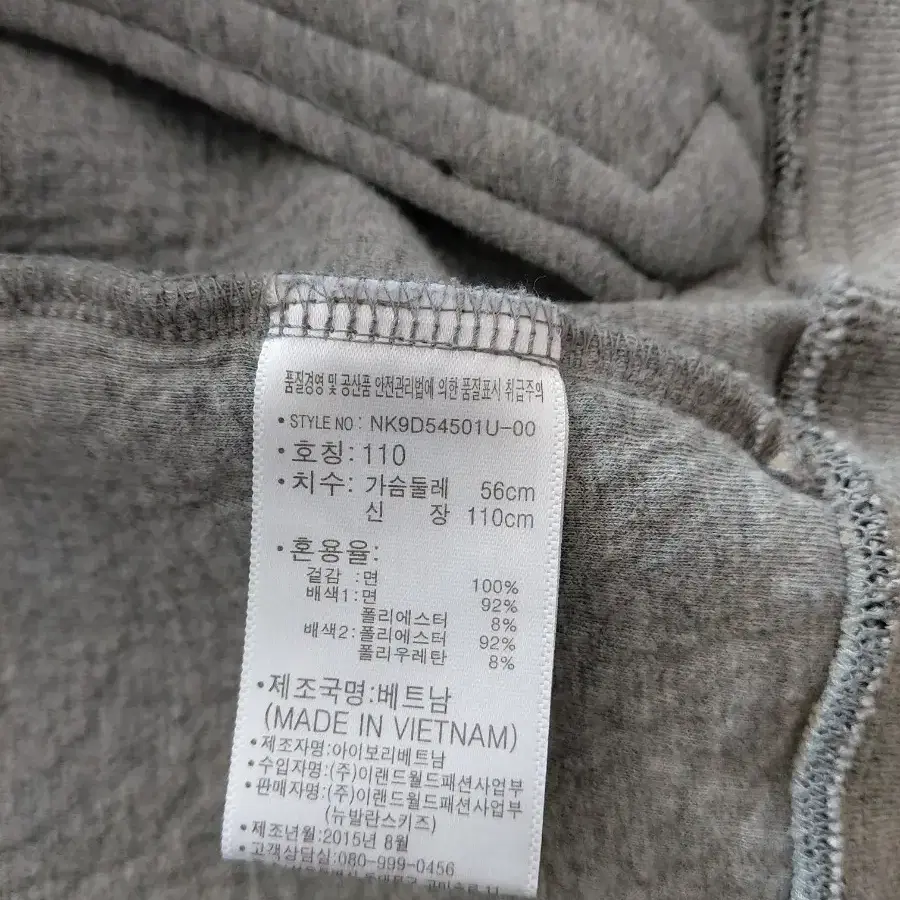 품질경영 및 공산품 안전관리법에 의한 품질표시 취급주의
• STYLE NO : NK9D54501U-00
• 호칭: 110
• 치수: 가슴둘레 56cm
신 장 110cm
• 혼용율:
겉감 :면 100%
배색1:면 92%
폴리에스터 8%
배색2:폴리에스터 92%
폴리우레탄 8%
• 제조국명:베트남
(MADE IN VIETNAM)
• 제조자명:아이보리베트남
• 수입자명:(주)이랜드월드패션사업부
• 판매자명:(주)이랜드월드패션사업부
(뉴발란스키즈)
• 제조년월:2015년 8월
• 고객상담실:080-999-0456